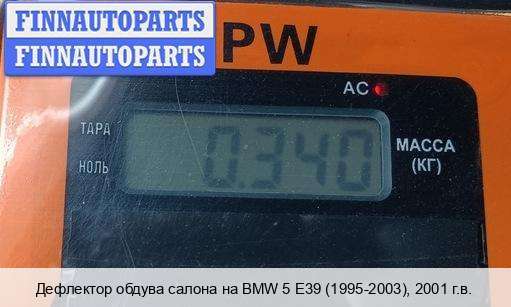 FINNAUTOPARTS
FINNAUTOPARTS
PW
AC
ТАРА
НОЛЬ
0.340
МАССА
(КГ)
Дефлектор обдува салона на BMW 5 E39 (1995-2003), 2001 г.в.